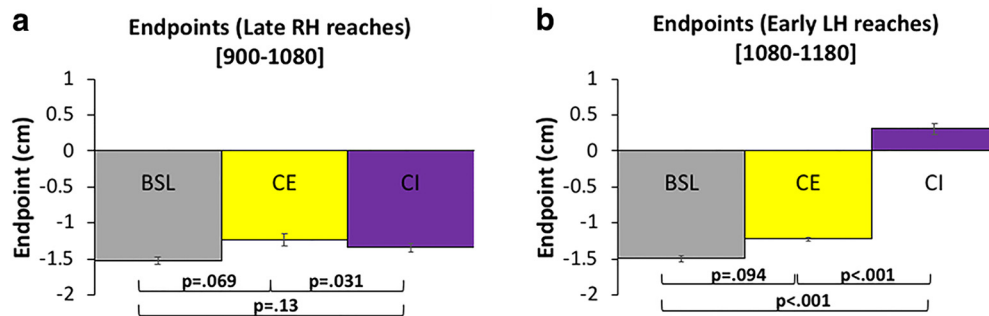 a
Endpoints (Late RH reaches)
[900-1080]
Endpoint (cm)
1
0.5
0
-0.5
-1
-1.5
-2
BSL
CE
CI
p=.069
p=.031
p=.13
b
Endpoints (Early LH reaches)
[1080-1180]
Endpoint (cm)
1
0.5
0
-0.5
-1
-1.5
-2
BSL
CE
CI
p=.094
p<.001
p<.001